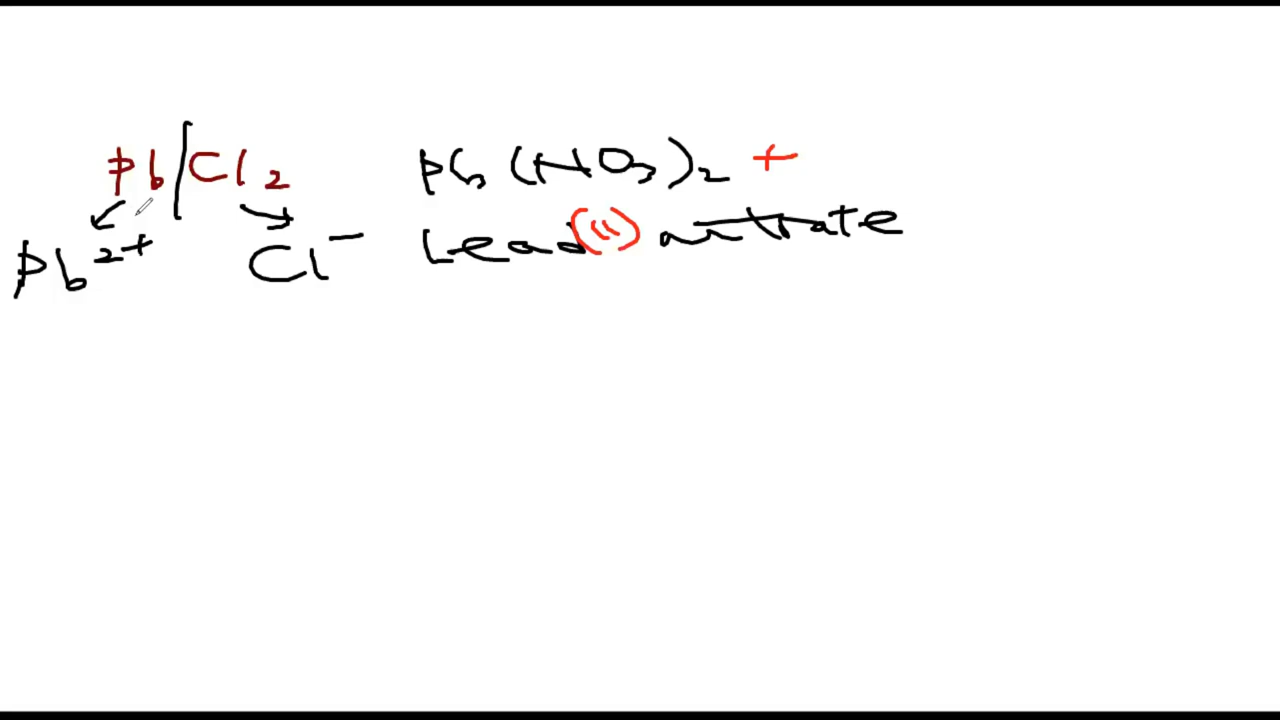 Pb/Cl2 Pb(NO3)2 +
Pb2+ Cl- Lead(II) nitrate